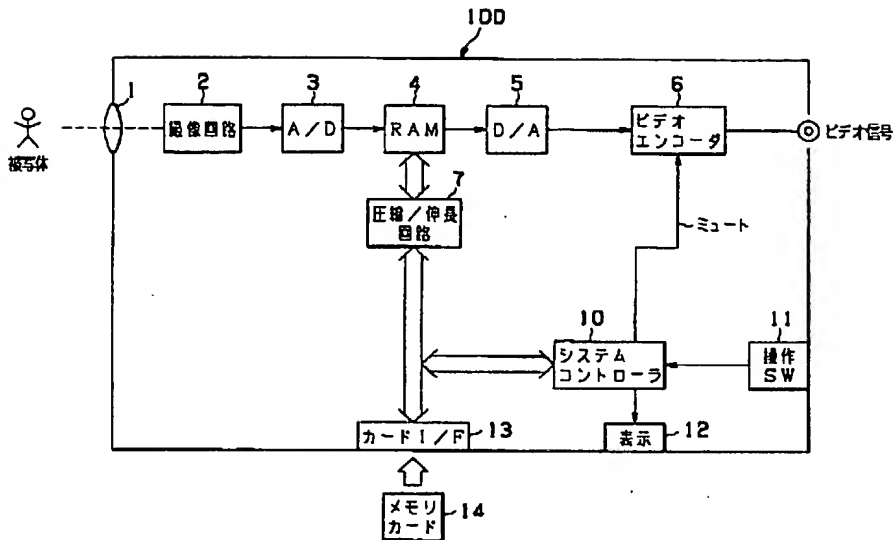 100
1
2
3
4
5
6
撮像回路
A/D
RAM
D/A
ビデオ
エンコーダ
ビデオ信号
被写体
7
圧縮/伸長
回路
ミュート
10
11
システム
コントローラ
操作
SW
カードI/F
13
表示
12
メモリ
カード
14